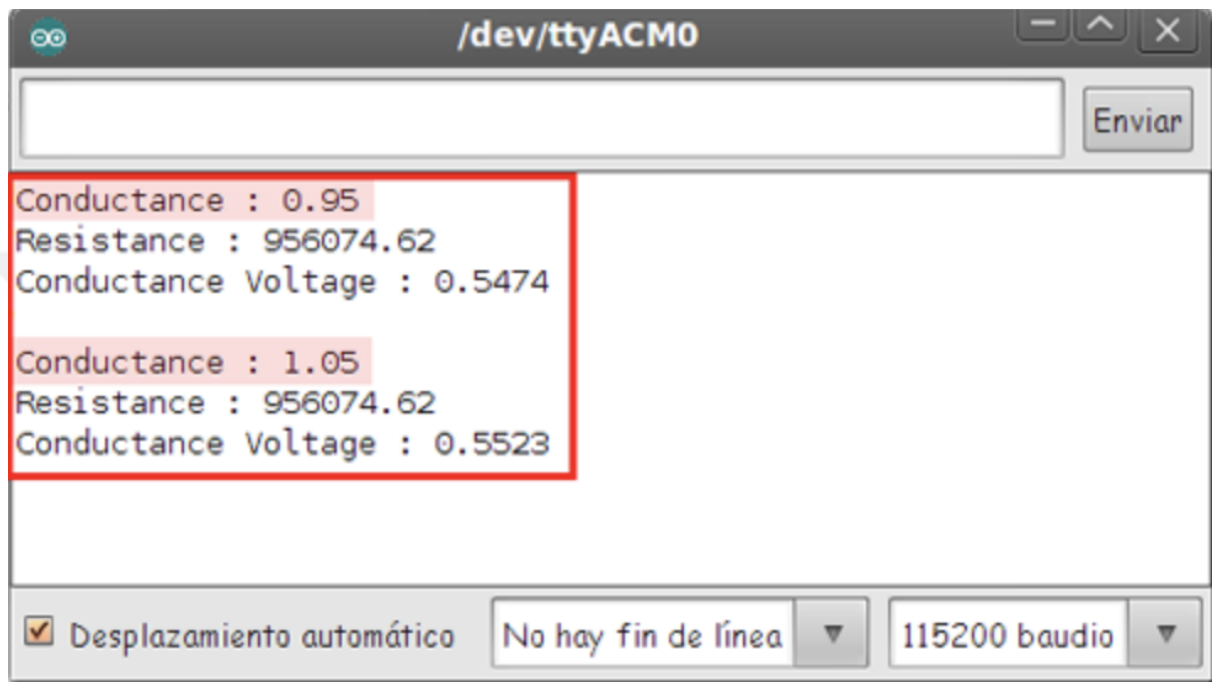 /dev/ttyACM0
Enviar
Conductance : 0.95
Resistance : 956074.62
Conductance Voltage : 0.5474
Conductance : 1.05
Resistance : 956074.62
Conductance Voltage : 0.5523
Desplazamiento automático
No hay fin de línea
115200 baudio